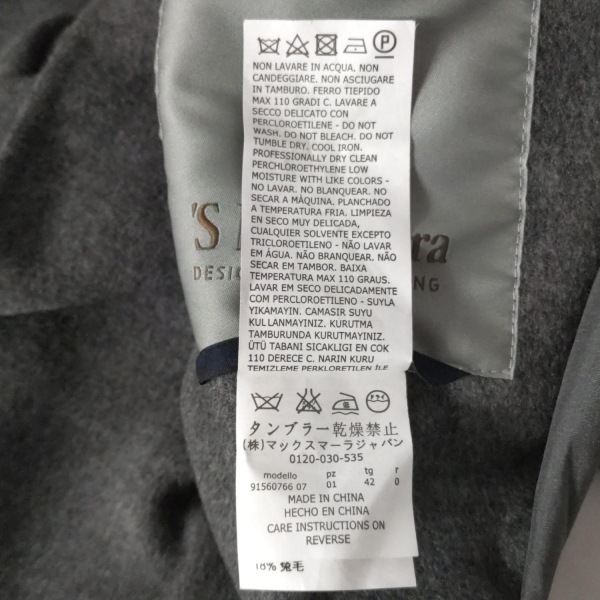 NON LAVARE IN ACQUA. NON
CANDEGGIARE. NON ASCIUGARE
IN TAMBURO. FERRO TIEPIDO
MAX 110 GRADI C. LAVARE A
SECCO DELICATO CON
PERCLOROETILENE - DO NOT
WASH. DO NOT BLEACH. DO NOT
TUMBLE DRY. COOL IRON.
PROFESSIONALLY DRY CLEAN
PERCHLOROETHYLENE LOW
MOISTURE WITH LIKE COLORS -
NO LAVAR. NO BLANQUEAR. NO
SECAR A MÁQUINA. PLANCHADO
A TEMPERATURA FRIA. LIMPIEZA
EN SECO MUY DELICADA,
CUALQUIER SOLVENTE EXCEPTO
TRICLOROETILENO - NÃO LAVAR
EM ÁGUA. NÃO BRANQUEAR. NÃO
SECAR EM TAMBOR. BAIXA
TEMPERATURA MAX 110 GRAUS.
LAVAR EM SECO DELICADAMENTE
COM PERCLOROETILENO - SUYLA
YIKAMAYIN. CAMASIR SUYU
KULLANMAYINIZ. KURUTMA
TAMBURUNDA KURUTMAYINIZ.
ÜTÜ TABANI SICAKLIGI EN COK
110 DERECE C. NARIN KURU
TEMIZLEME PERKLORETILEN İLE
'S
ra
DESIG
NG
タンブラー乾燥禁止
(株)マックスマーラジャパン
0120-030-535
modello pz tg r
91560766 07 01 42 0
MADE IN CHINA
HECHO EN CHINA
CARE INSTRUCTIONS ON
REVERSE
10% 兔毛